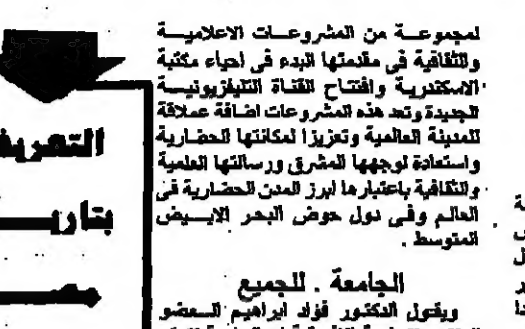 لمجموعة من المشروعات الاعلامية
والثقافية فى مقدمتها البدء فى احياء مكتبة
الاسكندرية وافتتاح القناة التليفزيونية
الجديدة وتعد هذه المشروعات اضافة عملاقة
للمدينة العالمية وتعزيزا لمكانتها الحضارية
واستعادة لوجهها المشرق ورسالتها العلمية
والثقافية باعتبارها ابرز المدن الحضارية فى
العالم وفى دول حوض البحر الابيض
المتوسط .
الجامعة . للجميع
ويقول الدكتور فؤاد ابراهيم العضو
التعريف
بتاريـ
مصـ